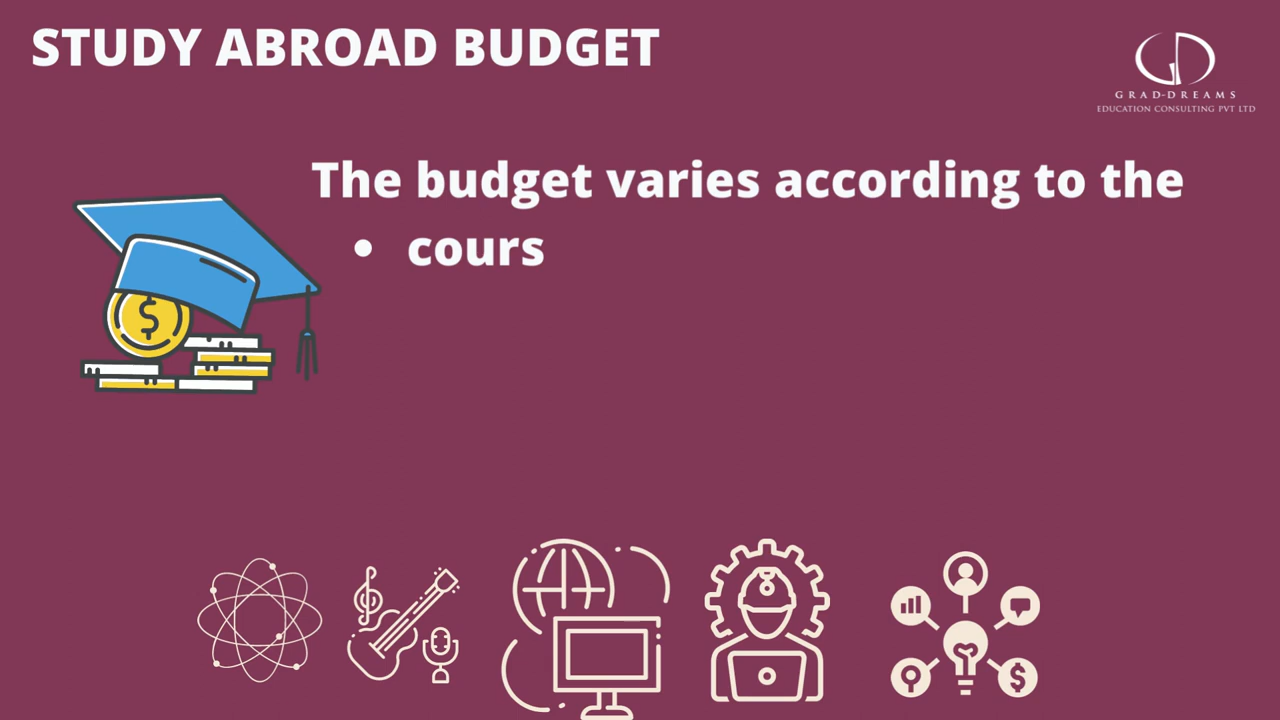 STUDY ABROAD BUDGET
GRAD-DREAMS
EDUCATION CONSULTING PVT LTD
The budget varies according to the
• cours